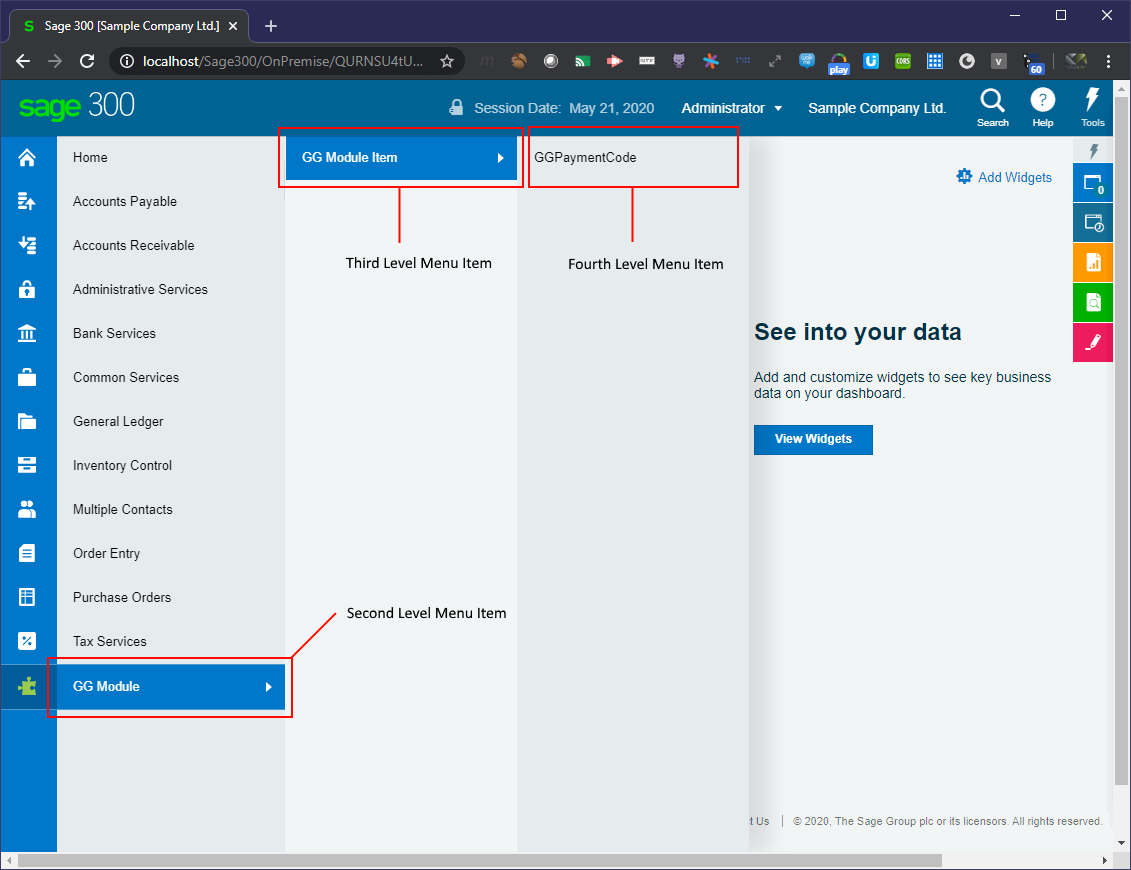 S Sage 300 [Sample Company Ltd.]
localhost/Sage300/OnPremise/QURNSU4tU...
play
CORS
v
60
sage 300
Session Date: May 21, 2020
Administrator
Sample Company Ltd.
Search
?
Help
Tools
Home
Accounts Payable
Accounts Receivable
Administrative Services
Bank Services
Common Services
General Ledger
Inventory Control
Multiple Contacts
Order Entry
Purchase Orders
Tax Services
GG Module
GG Module Item
GGPaymentCode
Third Level Menu Item
Fourth Level Menu Item
Second Level Menu Item
Add Widgets
0
See into your data
Add and customize widgets to see key business
data on your dashboard.
View Widgets
t Us
© 2020, The Sage Group plc or its licensors. All rights reserved.